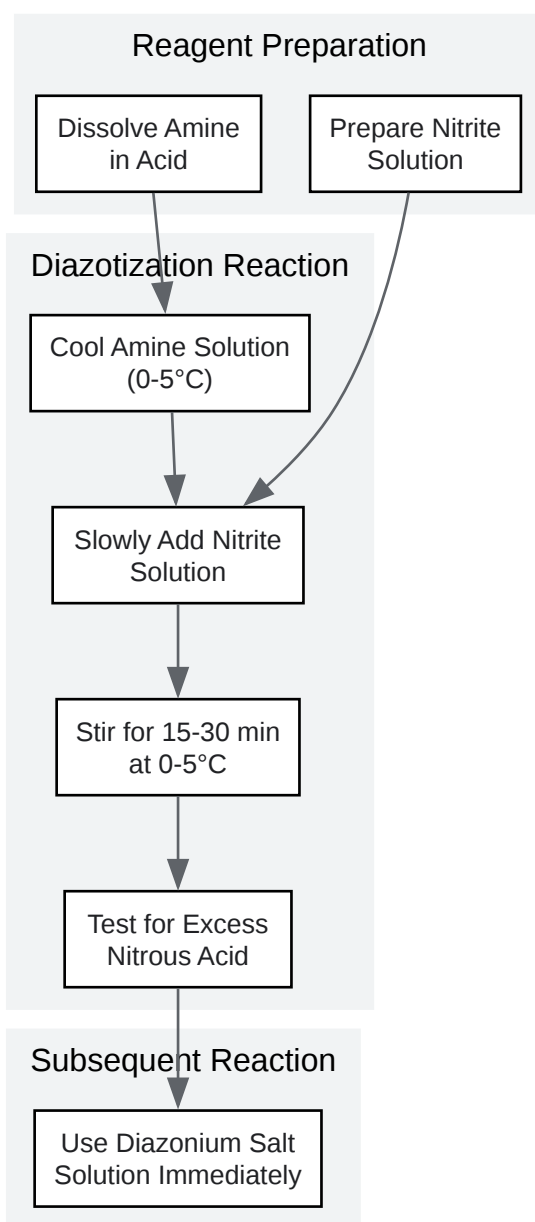 Reagent Preparation
Dissolve Amine
in Acid
Prepare Nitrite
Solution
Diazotization Reaction
Cool Amine Solution
(0-5°C)
Slowly Add Nitrite
Solution
Stir for 15-30 min
at 0-5°C
Test for Excess
Nitrous Acid
Subsequent Reaction
Use Diazonium Salt
Solution Immediately